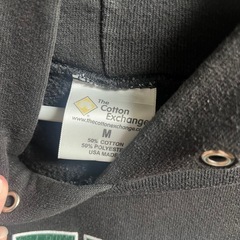 The
Cotton
Exchange
www.thecottonexchange.com
M
50% COTTON
50% POLYESTER
USA MADE